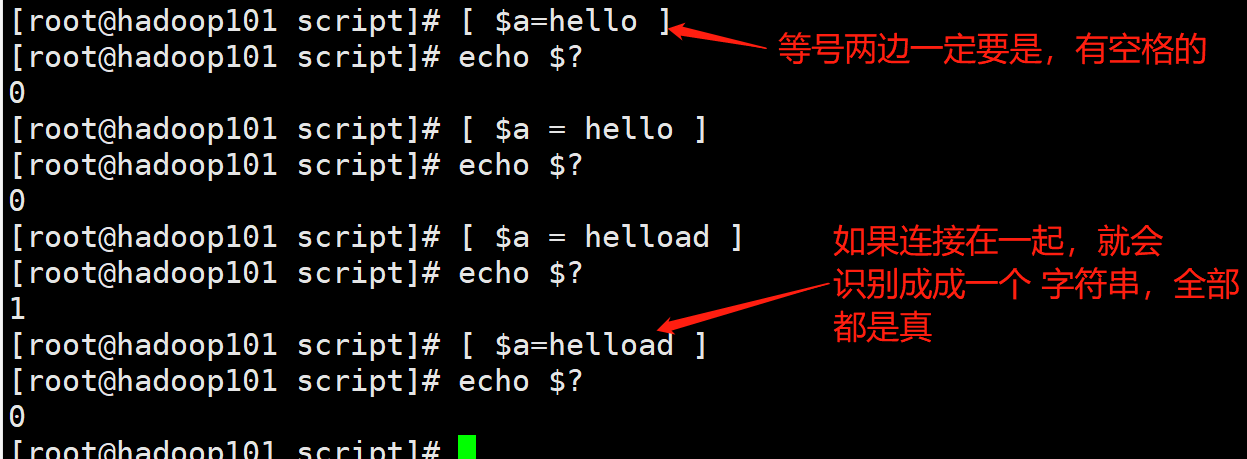 [root@hadoop101 script]# [ $a=hello ]
等号两边一定要是，有空格的
[root@hadoop101 script]# echo $?
0
[root@hadoop101 script]# [ $a = hello ]
[root@hadoop101 script]# echo $?
0
[root@hadoop101 script]# [ $a = helload ]
如果连接在一起，就会
[root@hadoop101 script]# echo $?
识别成成一个 字符串，全部
1
都是真
[root@hadoop101 script]# [ $a=helload ]
[root@hadoop101 script]# echo $?
0
[root@hadoop101 script]#